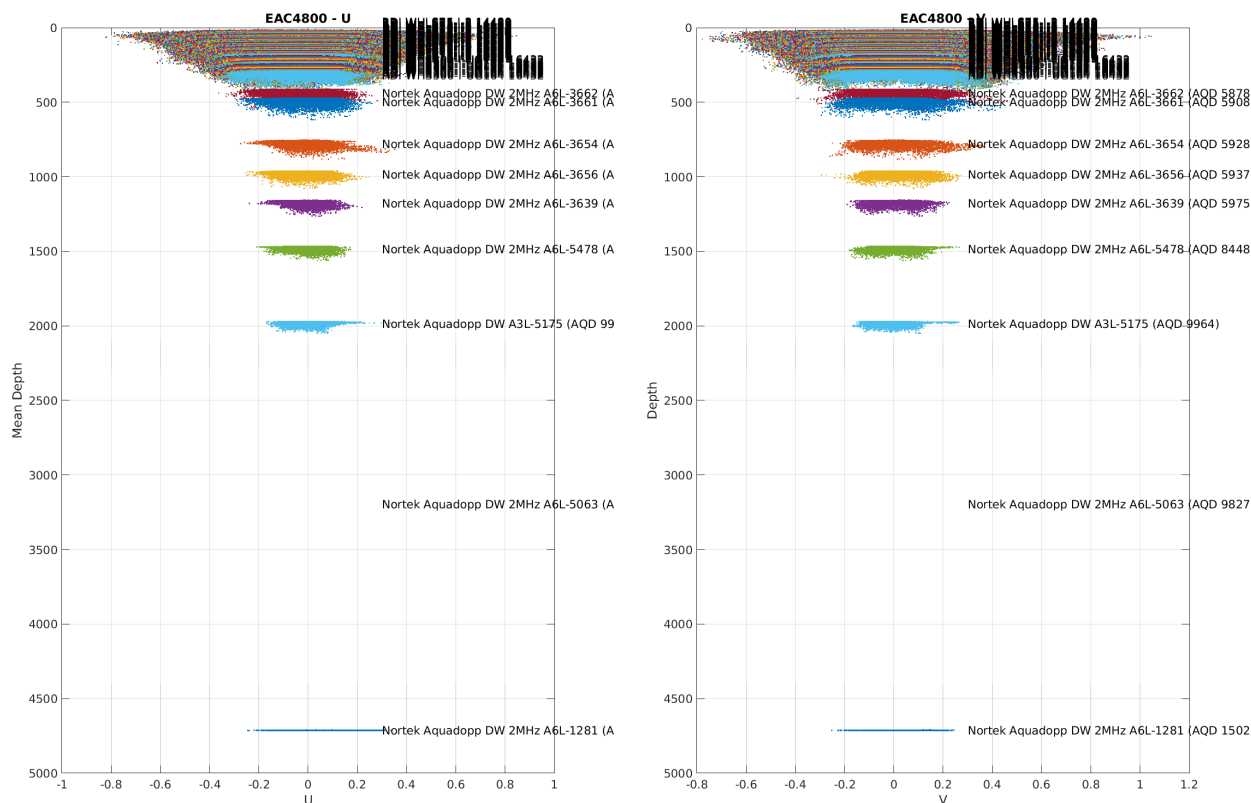 EAC4800 - U
0
500
1000
1500
2000
2500
3000
3500
4000
4500
5000
Mean Depth
Nortek Aquadopp DW 2MHz A6L-3662 (A
Nortek Aquadopp DW 2MHz A6L-3661 (A
Nortek Aquadopp DW 2MHz A6L-3654 (A
Nortek Aquadopp DW 2MHz A6L-3656 (A
Nortek Aquadopp DW 2MHz A6L-3639 (A
Nortek Aquadopp DW 2MHz A6L-5478 (A
Nortek Aquadopp DW A3L-5175 (AQD 99
Nortek Aquadopp DW 2MHz A6L-5063 (A
Nortek Aquadopp DW 2MHz A6L-1281 (A
-1 -0.8 -0.6 -0.4 -0.2 0 0.2 0.4 0.6 0.8 1
U
EAC4800 - V
0
500
1000
1500
2000
2500
3000
3500
4000
4500
5000
Depth
Nortek Aquadopp DW 2MHz A6L-3662 (AQD 5878
Nortek Aquadopp DW 2MHz A6L-3661 (AQD 5908
Nortek Aquadopp DW 2MHz A6L-3654 (AQD 5928
Nortek Aquadopp DW 2MHz A6L-3656 (AQD 5937
Nortek Aquadopp DW 2MHz A6L-3639 (AQD 5975
Nortek Aquadopp DW 2MHz A6L-5478 (AQD 8448
Nortek Aquadopp DW A3L-5175 (AQD 9964)
Nortek Aquadopp DW 2MHz A6L-5063 (AQD 9827
Nortek Aquadopp DW 2MHz A6L-1281 (AQD 1502
-0.8 -0.6 -0.4 -0.2 0 0.2 0.4 0.6 0.8 1 1.2
V